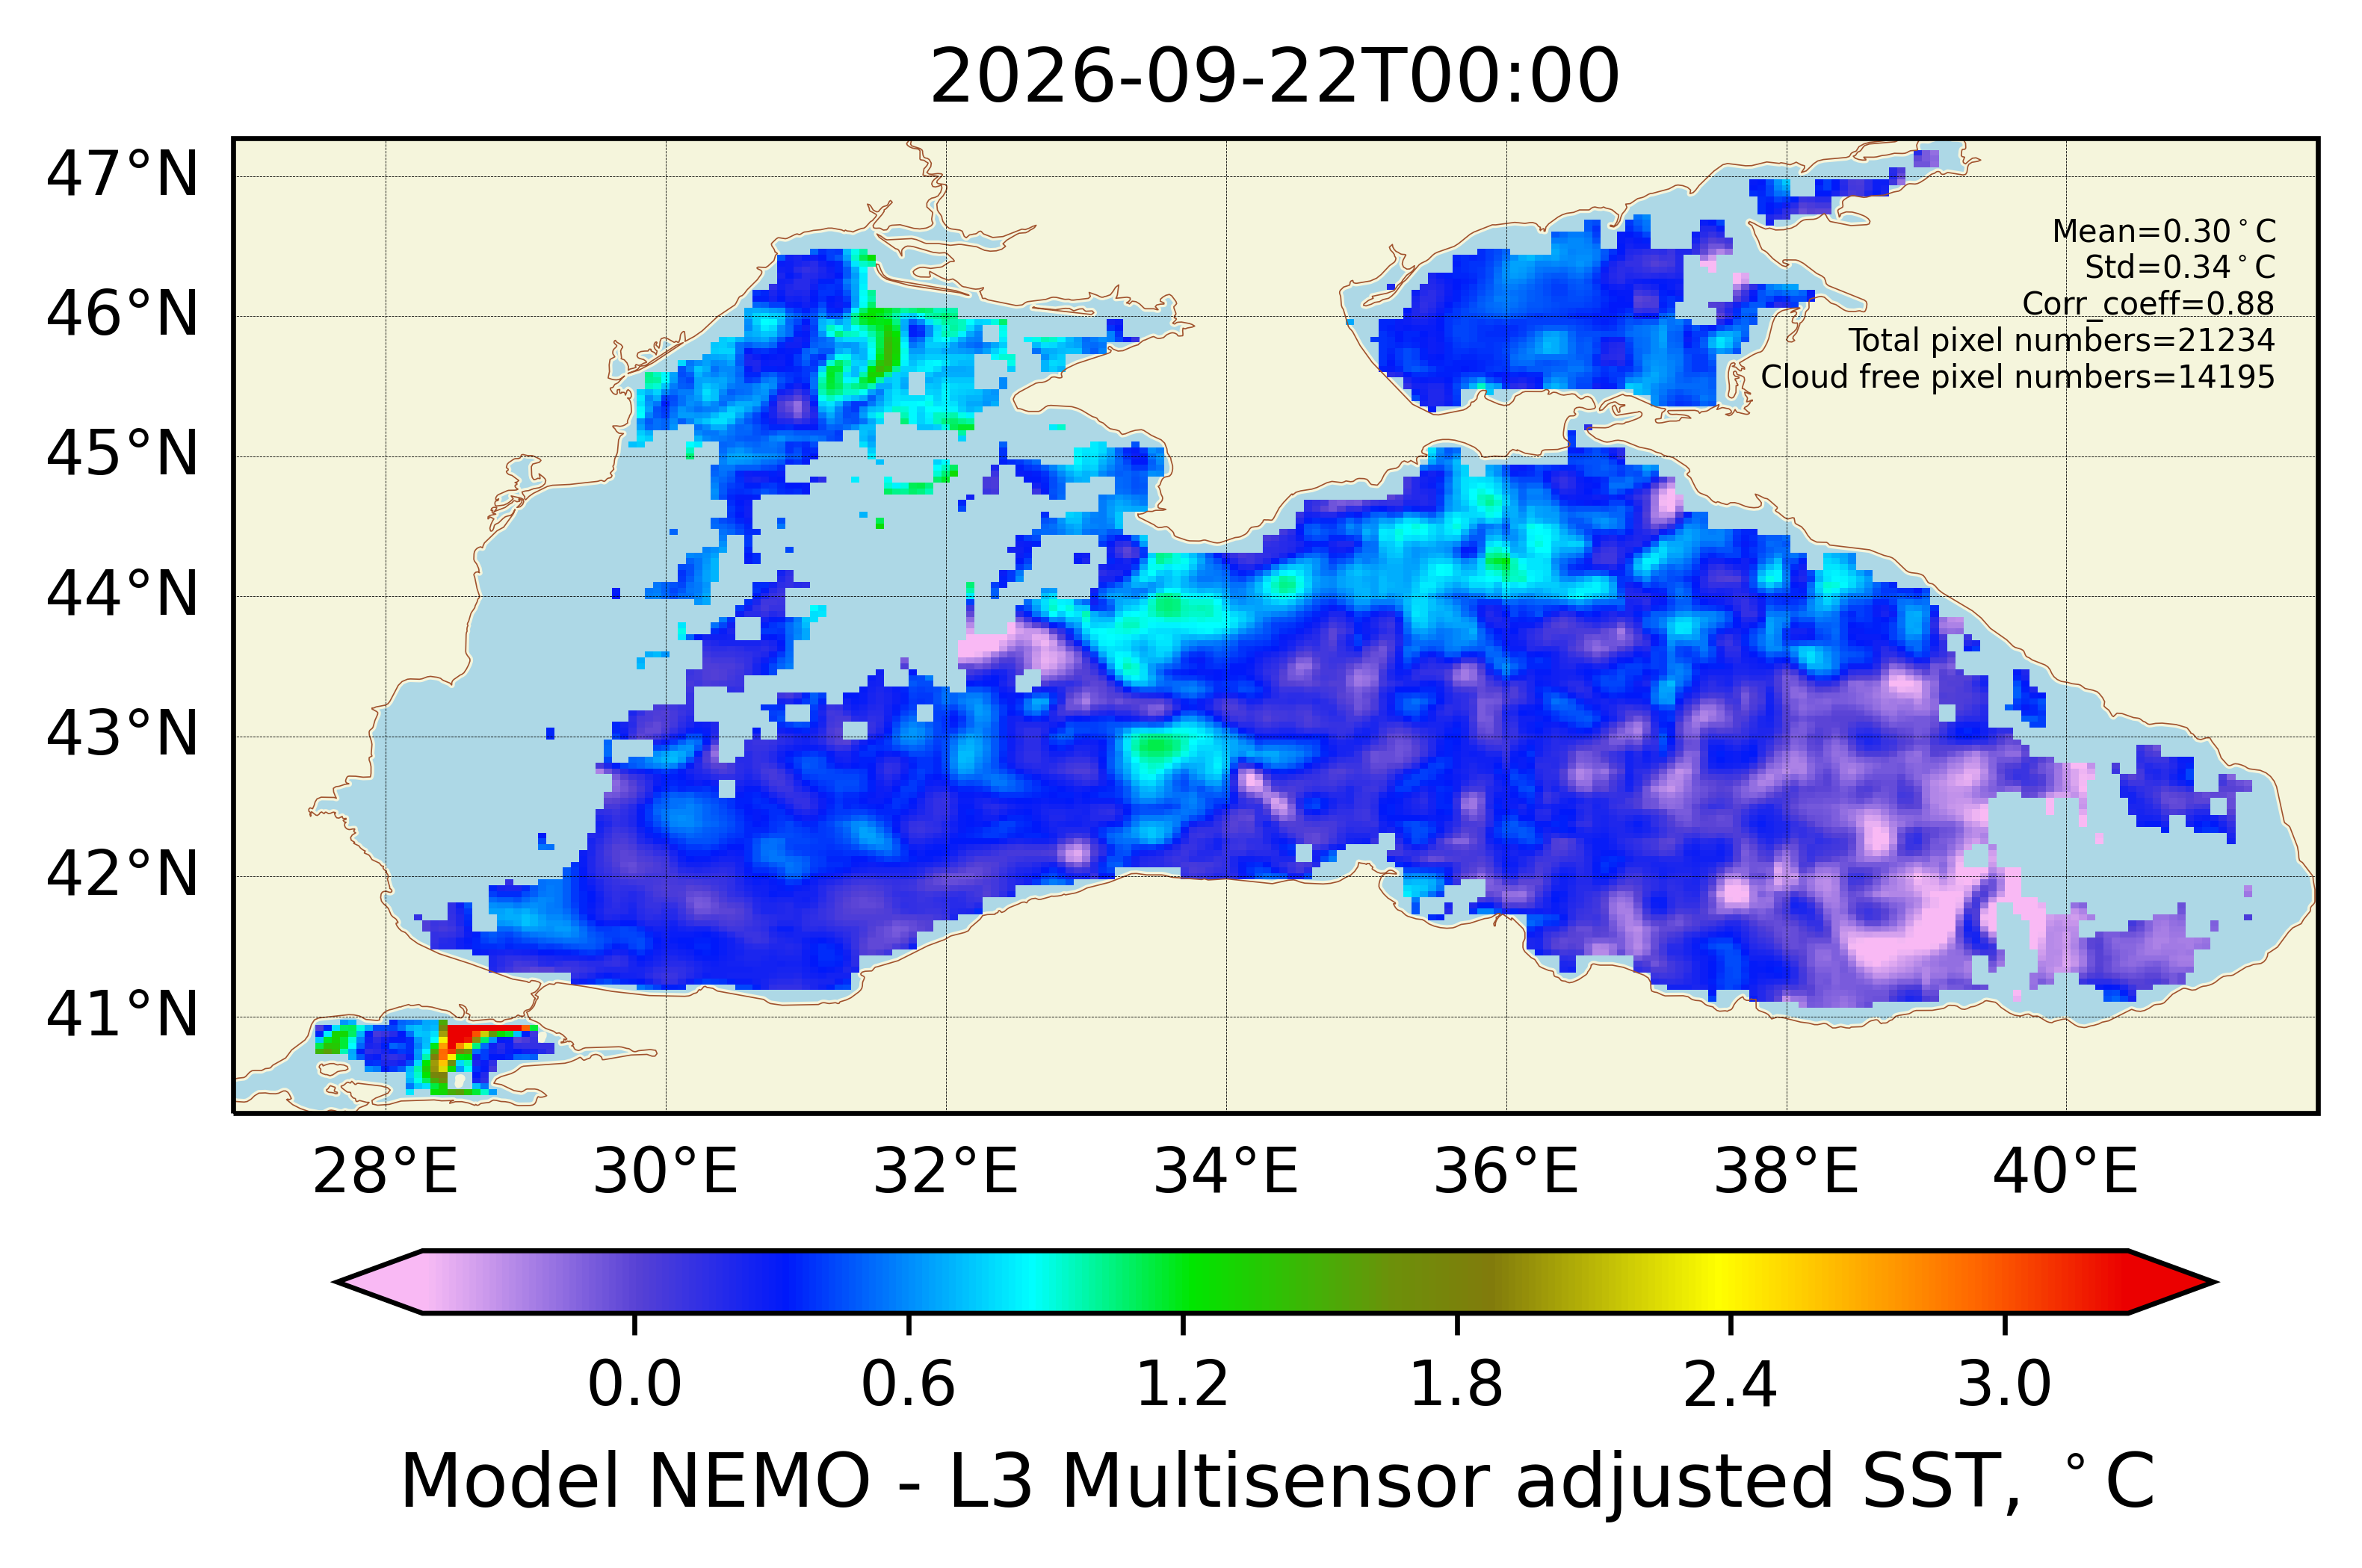 2026-09-22T00:00
47°N
46°N
45°N
44°N
43°N
42°N
41°N
Mean=0.30°C
Std=0.34°C
Corr_coeff=0.88
Total pixel numbers=21234
Cloud free pixel numbers=14195
28°E 30°E 32°E 34°E 36°E 38°E 40°E
0.0 0.6 1.2 1.8 2.4 3.0
Model NEMO - L3 Multisensor adjusted SST, °C